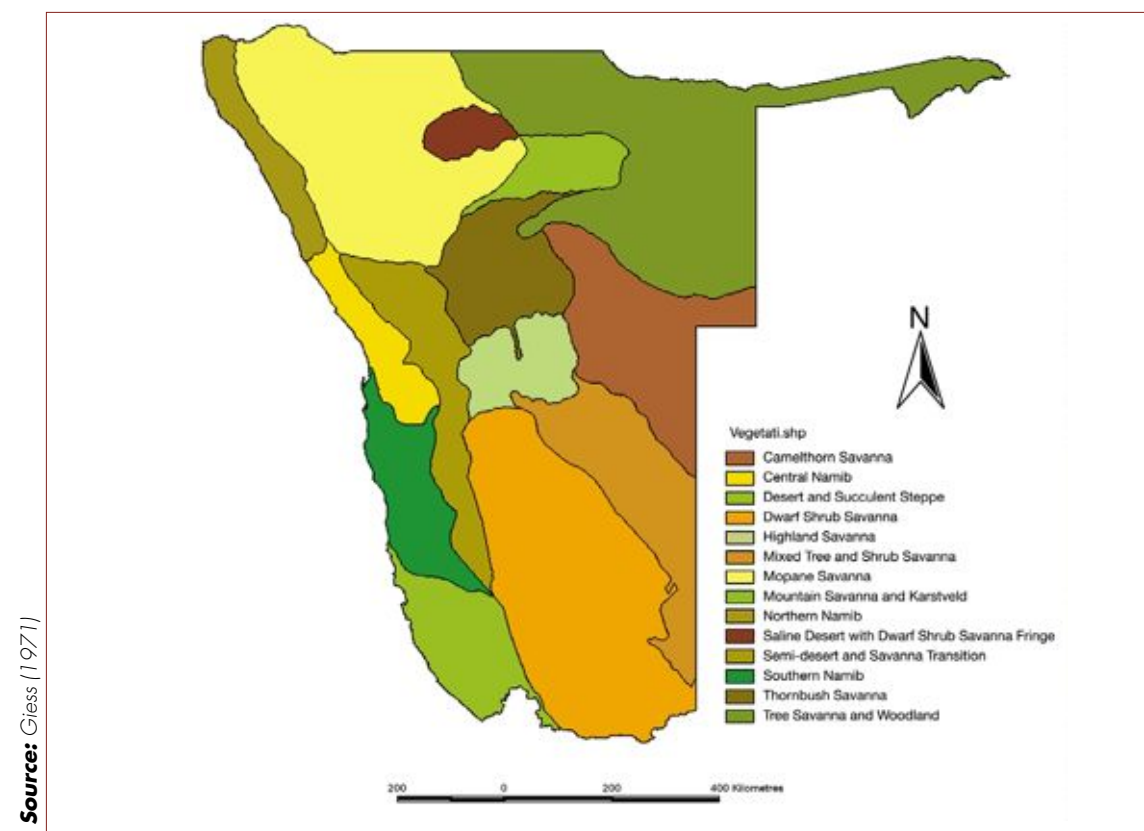 N
Vegetati.shp
Camelthorn Savanna
Central Namib
Desert and Succulent Steppe
Dwarf Shrub Savanna
Highland Savanna
Mixed Tree and Shrub Savanna
Mopane Savanna
Mountain Savanna and Karstveld
Northern Namib
Saline Desert with Dwarf Shrub Savanna Fringe
Semi-desert and Savanna Transition
Southern Namib
Thornbush Savanna
Tree Savanna and Woodland
200 0 200 400 Kilometres
Source: Giess (1971)